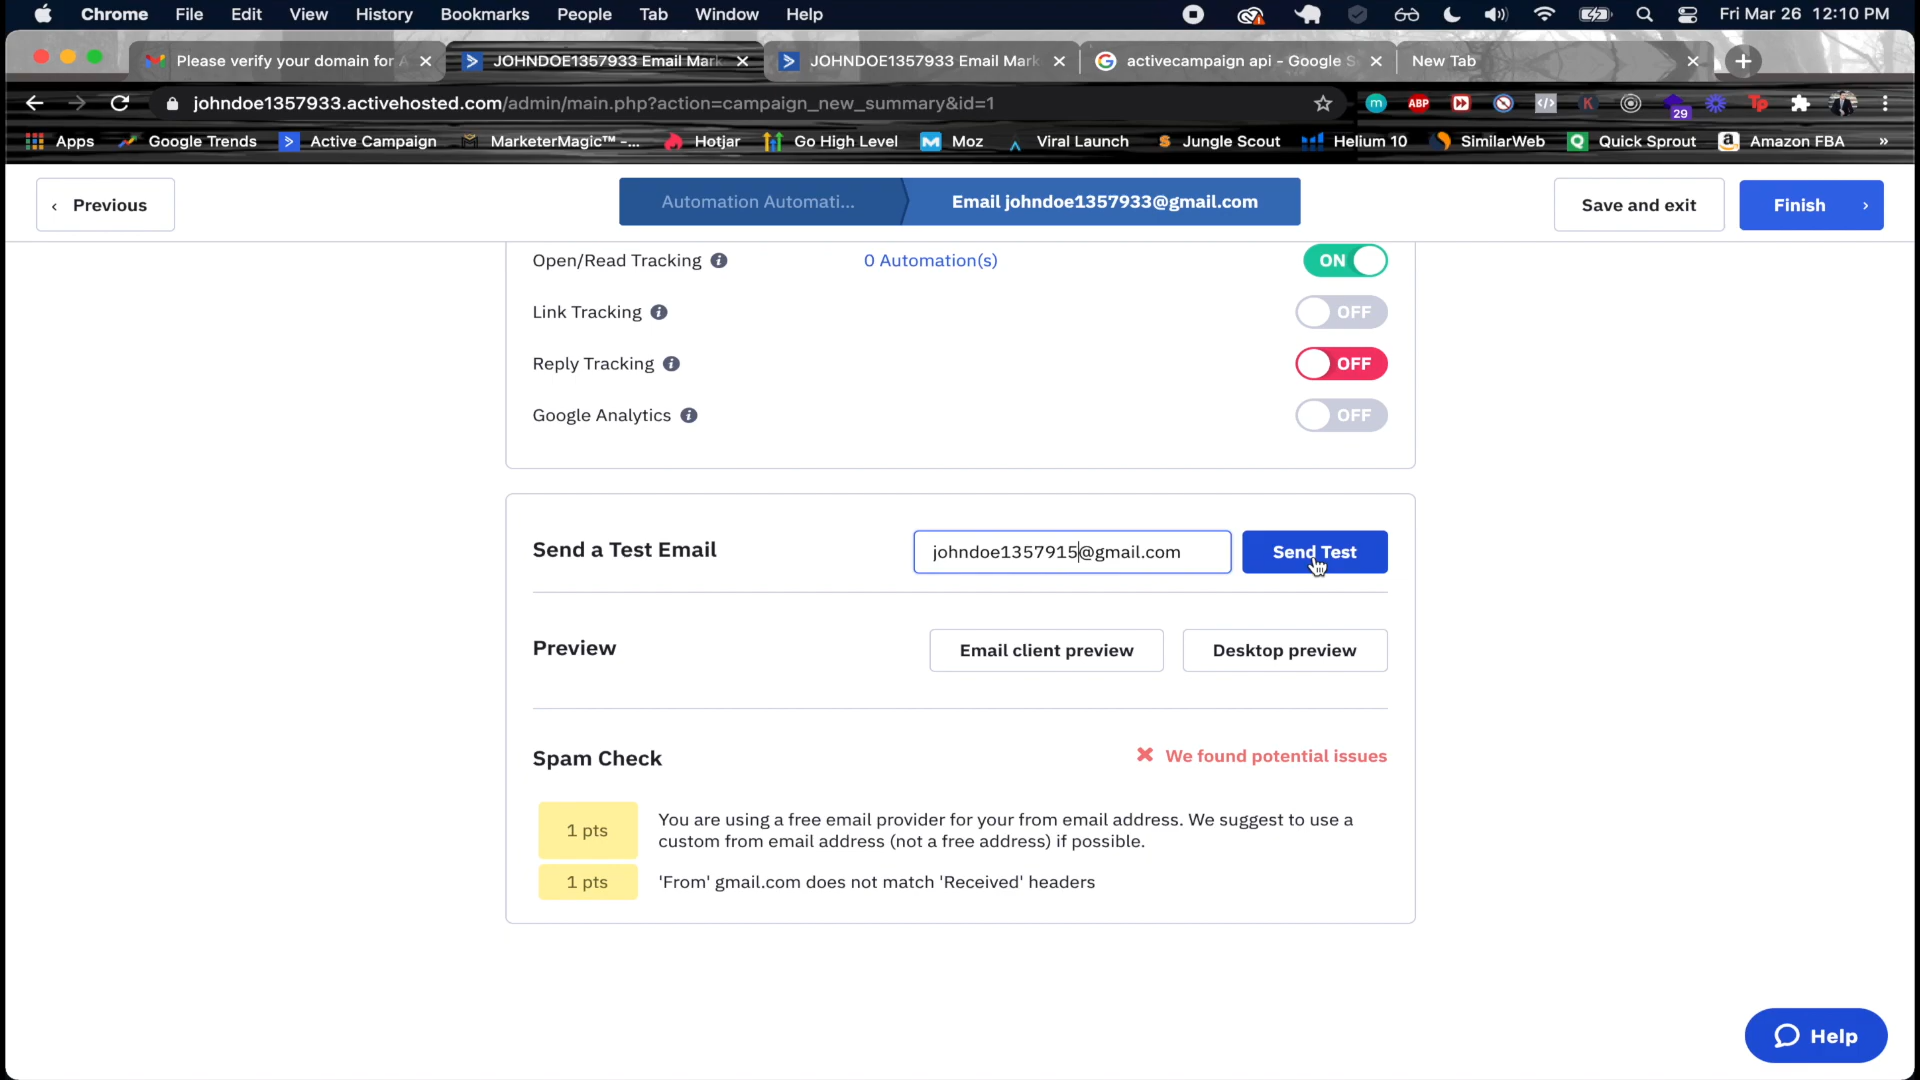 Chrome File Edit View History Bookmarks People Tab Window Help Fri Mar 26 12:10 PM
Please verify your domain for A JOHNDOE1357933 Email Mark JOHNDOE1357933 Email Mark activecampaign api - Google S New Tab
johndoe1357933.activehosted.com/admin/main.php?action=campaign_new_summary&id=1
m ABP K 29 Tp
Apps Google Trends Active Campaign MarketerMagic™ -... Hotjar Go High Level Moz Viral Launch Jungle Scout Helium 10 SimilarWeb Quick Sprout Amazon FBA »
‹ Previous Automation Automati... Email johndoe1357933@gmail.com Save and exit Finish ›
Open/Read Tracking 0 Automation(s) ON
Link Tracking OFF
Reply Tracking OFF
Google Analytics OFF
Send a Test Email johndoe1357915@gmail.com Send Test
Preview Email client preview Desktop preview
Spam Check We found potential issues
1 pts You are using a free email provider for your from email address. We suggest to use a
custom from email address (not a free address) if possible.
1 pts 'From' gmail.com does not match 'Received' headers
Help